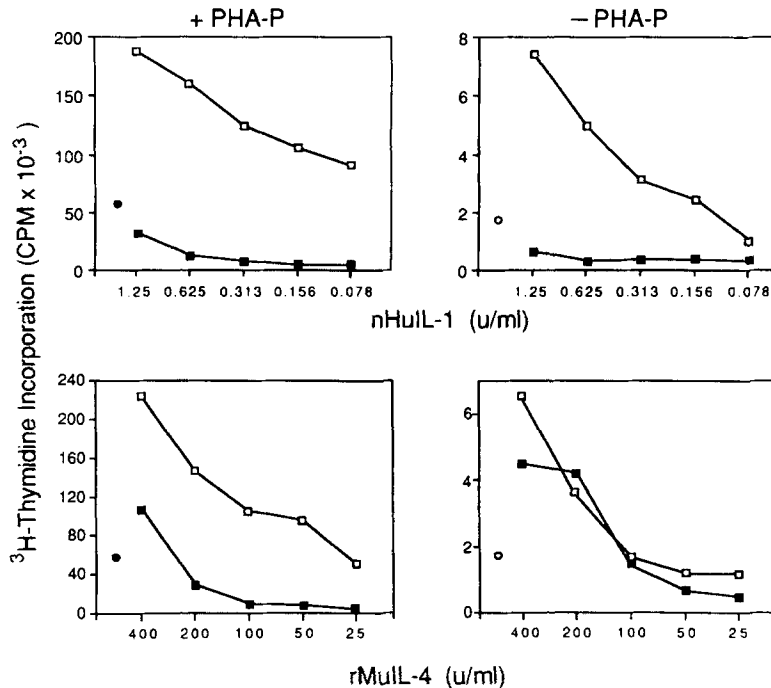 + PHA-P
– PHA-P
³H-Thymidine Incorporation (CPM x 10⁻³)
200
150
100
50
0
1.25 0.625 0.313 0.156 0.078
8
6
4
2
0
1.25 0.625 0.313 0.156 0.078
nHuIL-1 (u/ml)
240
200
160
120
80
40
0
400 200 100 50 25
6
4
2
0
400 200 100 50 25
rMuIL-4 (u/ml)